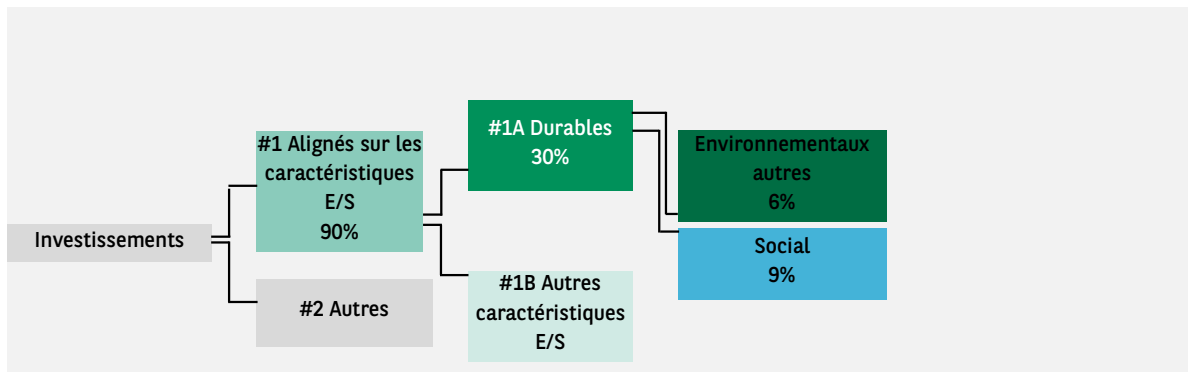 Investissements
#1 Alignés sur les
caractéristiques
E/S
90%
#2 Autres
#1A Durables
30%
#1B Autres
caractéristiques
E/S
Environnementaux
autres
6%
Social
9%